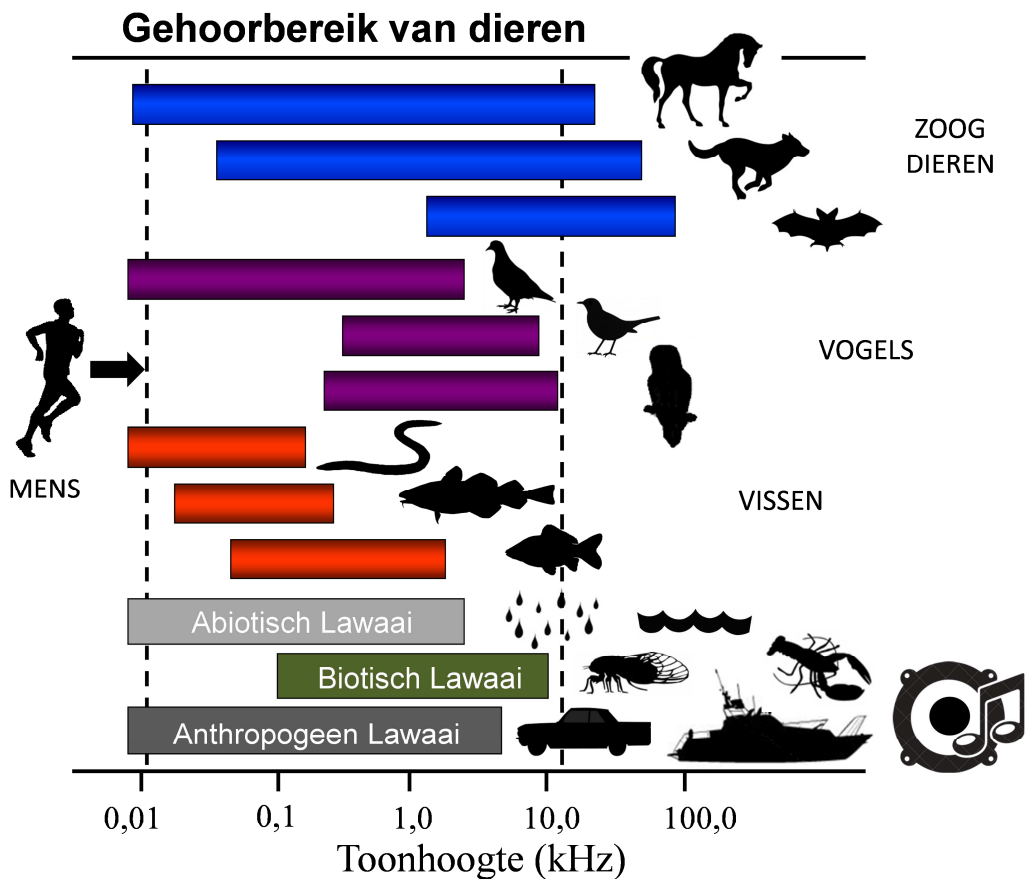 Gehoorbereik van dieren
ZOOG
DIEREN
VOGELS
MENS
VISSEN
Abiotisch Lawaai
Biotisch Lawaai
Anthropogeen Lawaai
0,01 0,1 1,0 10,0 100,0
Toonhoogte (kHz)